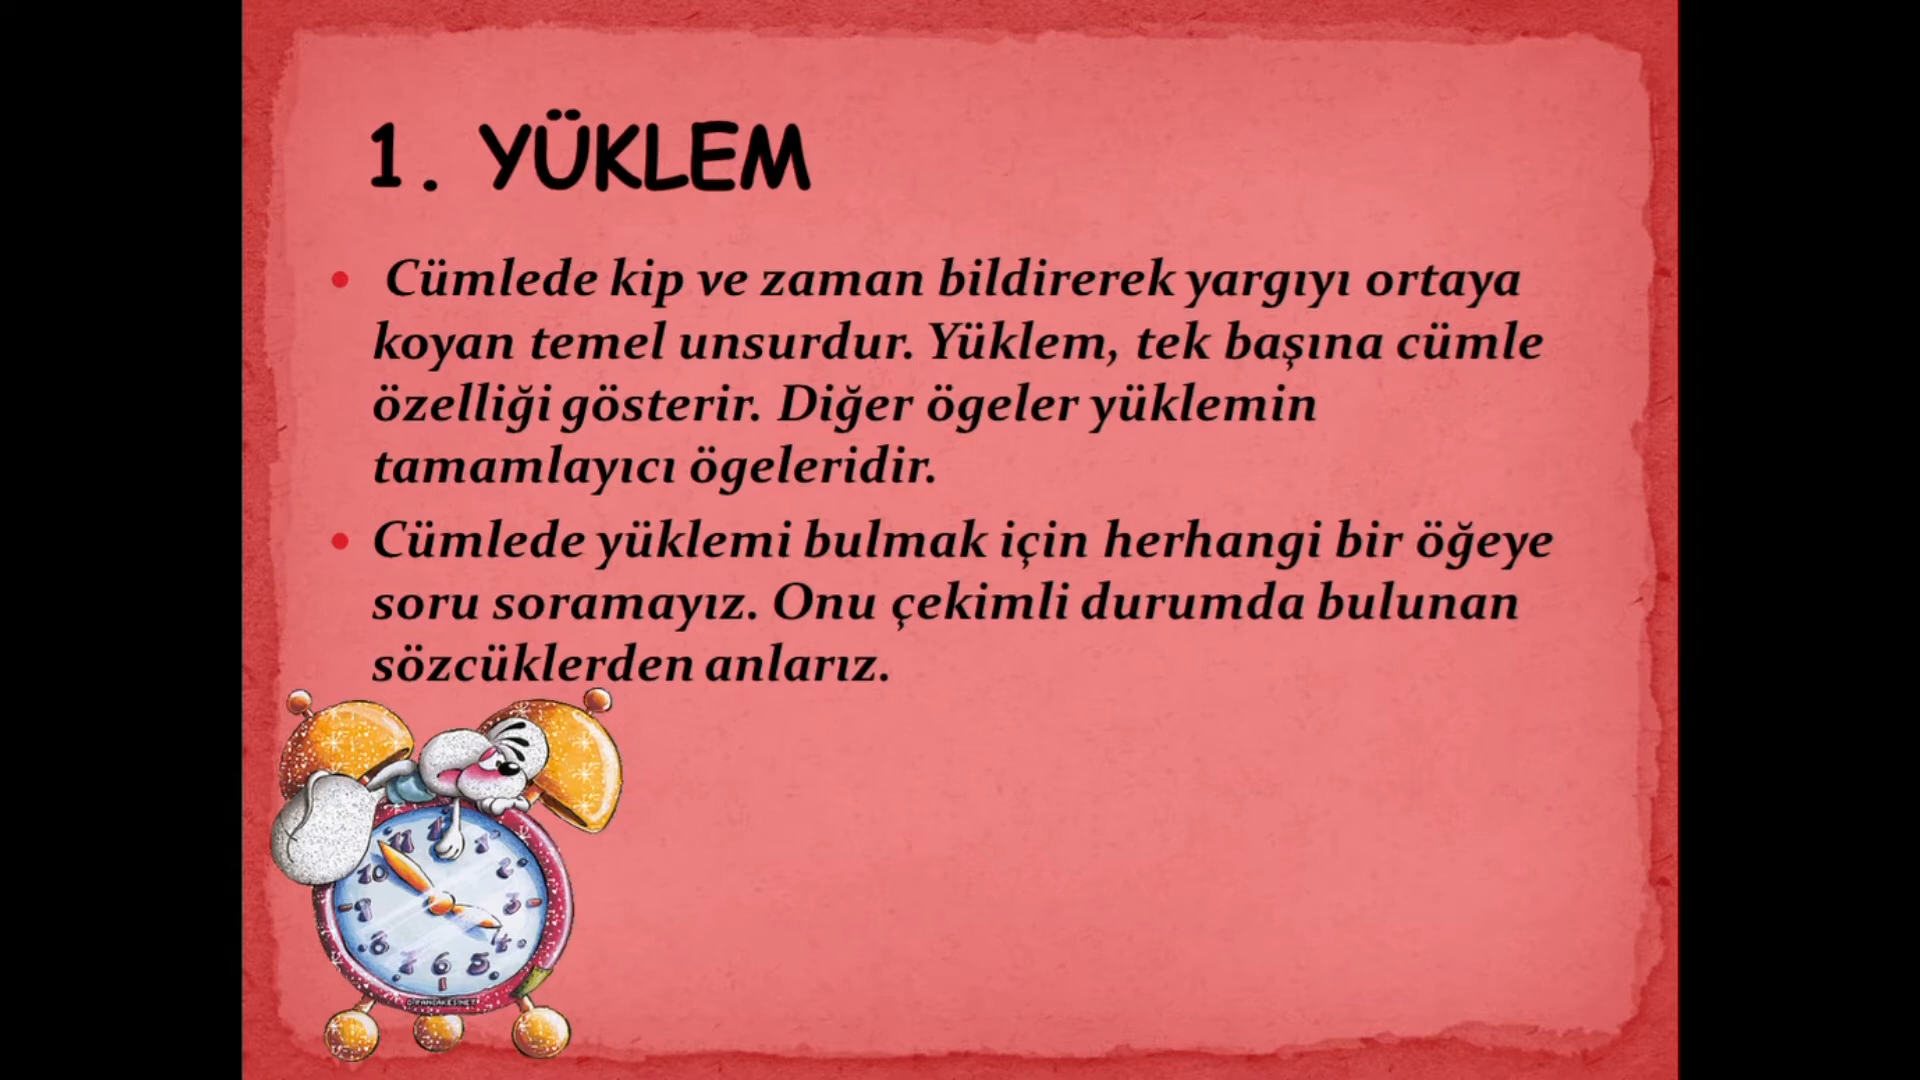 1. YÜKLEM
Cümlede kip ve zaman bildirerek yargıyı ortaya
koyan temel unsurdur. Yüklem, tek başına cümle
özelliği gösterir. Diğer ögeler yüklemin
tamamlayıcı ögeleridir.
Cümlede yüklemi bulmak için herhangi bir öğeye
soru soramayız. Onu çekimli durumda bulunan
sözcüklerden anlarız.